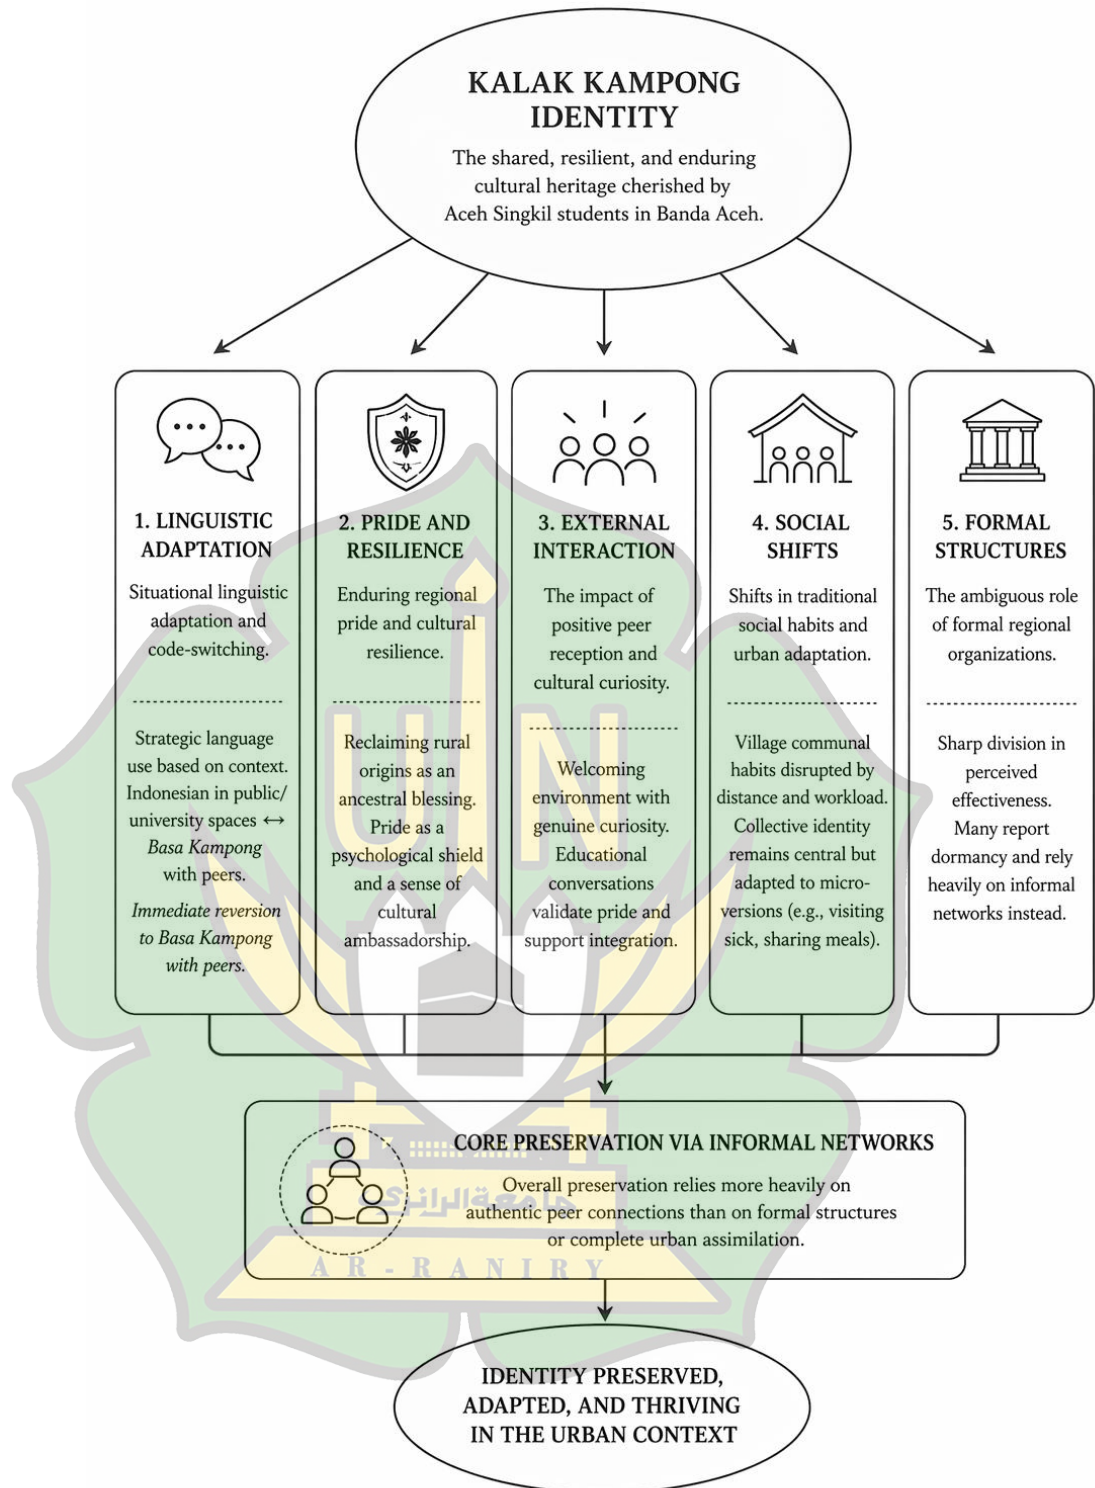 KALAK KAMPONG
IDENTITY
The shared, resilient, and enduring
cultural heritage cherished by
Aceh Singkil students in Banda Aceh.
1. LINGUISTIC
ADAPTATION
Situational linguistic
adaptation and
code-switching.
Strategic language
use based on context.
Indonesian in public/
university spaces ↔
Basa Kampong
with peers.
Immediate reversion
to Basa Kampong
with peers.
2. PRIDE AND
RESILIENCE
Enduring regional
pride and cultural
resilience.
Reclaiming rural
origins as an
ancestral blessing.
Pride as a
psychological shield
and a sense of
cultural
ambassadorship.
3. EXTERNAL
INTERACTION
The impact of
positive peer
reception and
cultural curiosity.
Welcoming
environment with
genuine curiosity.
Educational
conversations
validate pride and
support integration.
4. SOCIAL
SHIFTS
Shifts in traditional
social habits and
urban adaptation.
Village communal
habits disrupted by
distance and workload.
Collective identity
remains central but
adapted to micro-
versions (e.g., visiting
sick, sharing meals).
5. FORMAL
STRUCTURES
The ambiguous role
of formal regional
organizations.
Sharp division in
perceived
effectiveness.
Many report
dormancy and rely
heavily on informal
networks instead.
UIN
CORE PRESERVATION VIA INFORMAL NETWORKS
Overall preservation relies more heavily on
authentic peer connections than on formal structures
or complete urban assimilation.
AR-RANIRY
IDENTITY PRESERVED,
ADAPTED, AND THRIVING
IN THE URBAN CONTEXT